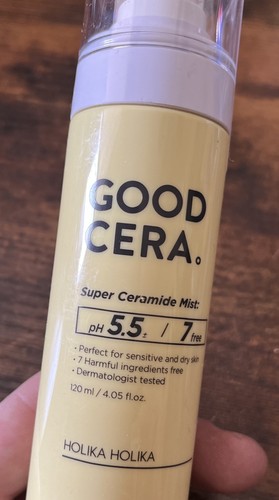 GOOD
CERA.
Super Ceramide Mist:
pH 5.5± / 7 free
· Perfect for sensitive and dry skin
· 7 Harmful ingredients free
· Dermatologist tested
120 ml / 4.05 fl.oz.
HOLIKA HOLIKA